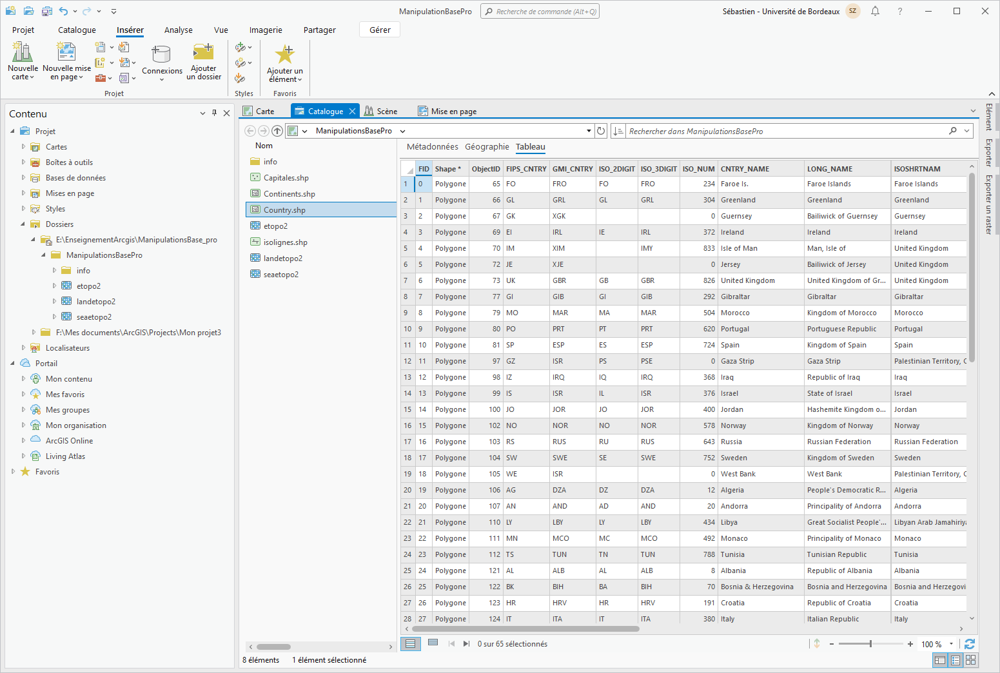 ManipulationBasePro
Recherche de commande (Alt+Q)
Sébastien - Université de Bordeaux
SZ
?
Projet
Catalogue
Insérer
Analyse
Vue
Imagerie
Partager
Gérer
Nouvelle carte
Nouvelle mise en page
Connexions
Ajouter un dossier
Ajouter un élément
Projet
Styles
Favoris
Contenu
Projet
Cartes
Boîtes à outils
Bases de données
Mises en page
Styles
Dossiers
E:\EnseignementArcgis\ManipulationsBase_pro
ManipulationsBasePro
info
etopo2
landetopo2
seaetopo2
F:\Mes documents\ArcGIS\Projects\Mon projet3
Localisateurs
Portail
Mon contenu
Mes favoris
Mes groupes
Mon organisation
ArcGIS Online
Living Atlas
Favoris
Carte
Catalogue
Scène
Mise en page
ManipulationsBasePro
Rechercher dans ManipulationsBasePro
Nom
info
Capitales.shp
Continents.shp
Country.shp
etopo2
isolignes.shp
landetopo2
seaetopo2
8 éléments 1 élément sélectionné
Métadonnées Géographie Tableau
FID Shape * ObjectID FIPS_CNTRY GMI_CNTRY ISO_2DIGIT ISO_3DIGIT ISO_NUM CNTRY_NAME LONG_NAME ISOSHRTNAM
1 0 Polygone 65 FO FRO FO FRO 234 Faroe Is. Faroe Islands Faroe Islands
2 1 Polygone 66 GL GRL GL GRL 304 Greenland Greenland Greenland
3 2 Polygone 67 GK XGK 0 Guernsey Bailiwick of Guernsey Guernsey
4 3 Polygone 69 EI IRL IE IRL 372 Ireland Ireland Ireland
5 4 Polygone 70 IM XIM IMY 833 Isle of Man Man, Isle of United Kingdom
6 5 Polygone 72 JE XJE 0 Jersey Bailiwick of Jersey United Kingdom
7 6 Polygone 73 UK GBR GB GBR 826 United Kingdom United Kingdom of Gr... United Kingdom
8 7 Polygone 77 GI GIB GI GIB 292 Gibraltar Gibraltar Gibraltar
9 8 Polygone 79 MO MAR MA MAR 504 Morocco Kingdom of Morocco Morocco
10 9 Polygone 80 PO PRT PT PRT 620 Portugal Portuguese Republic Portugal
11 10 Polygone 81 SP ESP ES ESP 724 Spain Kingdom of Spain Spain
12 11 Polygone 97 GZ ISR PS PSE 0 Gaza Strip Gaza Strip Palestinian Territory, O
13 12 Polygone 98 IZ IRQ IQ IRQ 368 Iraq Republic of Iraq Iraq
14 13 Polygone 99 IS ISR IL ISR 376 Israel State of Israel Israel
15 14 Polygone 100 JO JOR JO JOR 400 Jordan Hashemite Kingdom o... Jordan
16 15 Polygone 102 NO NOR NO NOR 578 Norway Kingdom of Norway Norway
17 16 Polygone 103 RS RUS RU RUS 643 Russia Russian Federation Russian Federation
18 17 Polygone 104 SW SWE SE SWE 752 Sweden Kingdom of Sweden Sweden
19 18 Polygone 105 WE ISR 0 West Bank West Bank Palestinian Territory, O
20 19 Polygone 106 AG DZA DZ DZA 12 Algeria People's Democratic R... Algeria
21 20 Polygone 107 AN AND AD AND 20 Andorra Principality of Andorra Andorra
22 21 Polygone 110 LY LBY LY LBY 434 Libya Great Socialist People'... Libyan Arab Jamahiriya
23 22 Polygone 111 MN MCO MC MCO 492 Monaco Principality of Monaco Monaco
24 23 Polygone 112 TS TUN TN TUN 788 Tunisia Tunisian Republic Tunisia
25 24 Polygone 121 AL ALB AL ALB 8 Albania Republic of Albania Albania
26 25 Polygone 122 BK BIH BA BIH 70 Bosnia & Herzegovina Bosnia and Herzegovina Bosnia and Herzegovi
27 26 Polygone 123 HR HRV HR HRV 191 Croatia Republic of Croatia Croatia
28 27 Polygone 124 IT ITA IT ITA 380 Italy Italian Republic Italy
0 sur 65 sélectionnés
100 %
Elément
Exporter
Exporter un raster